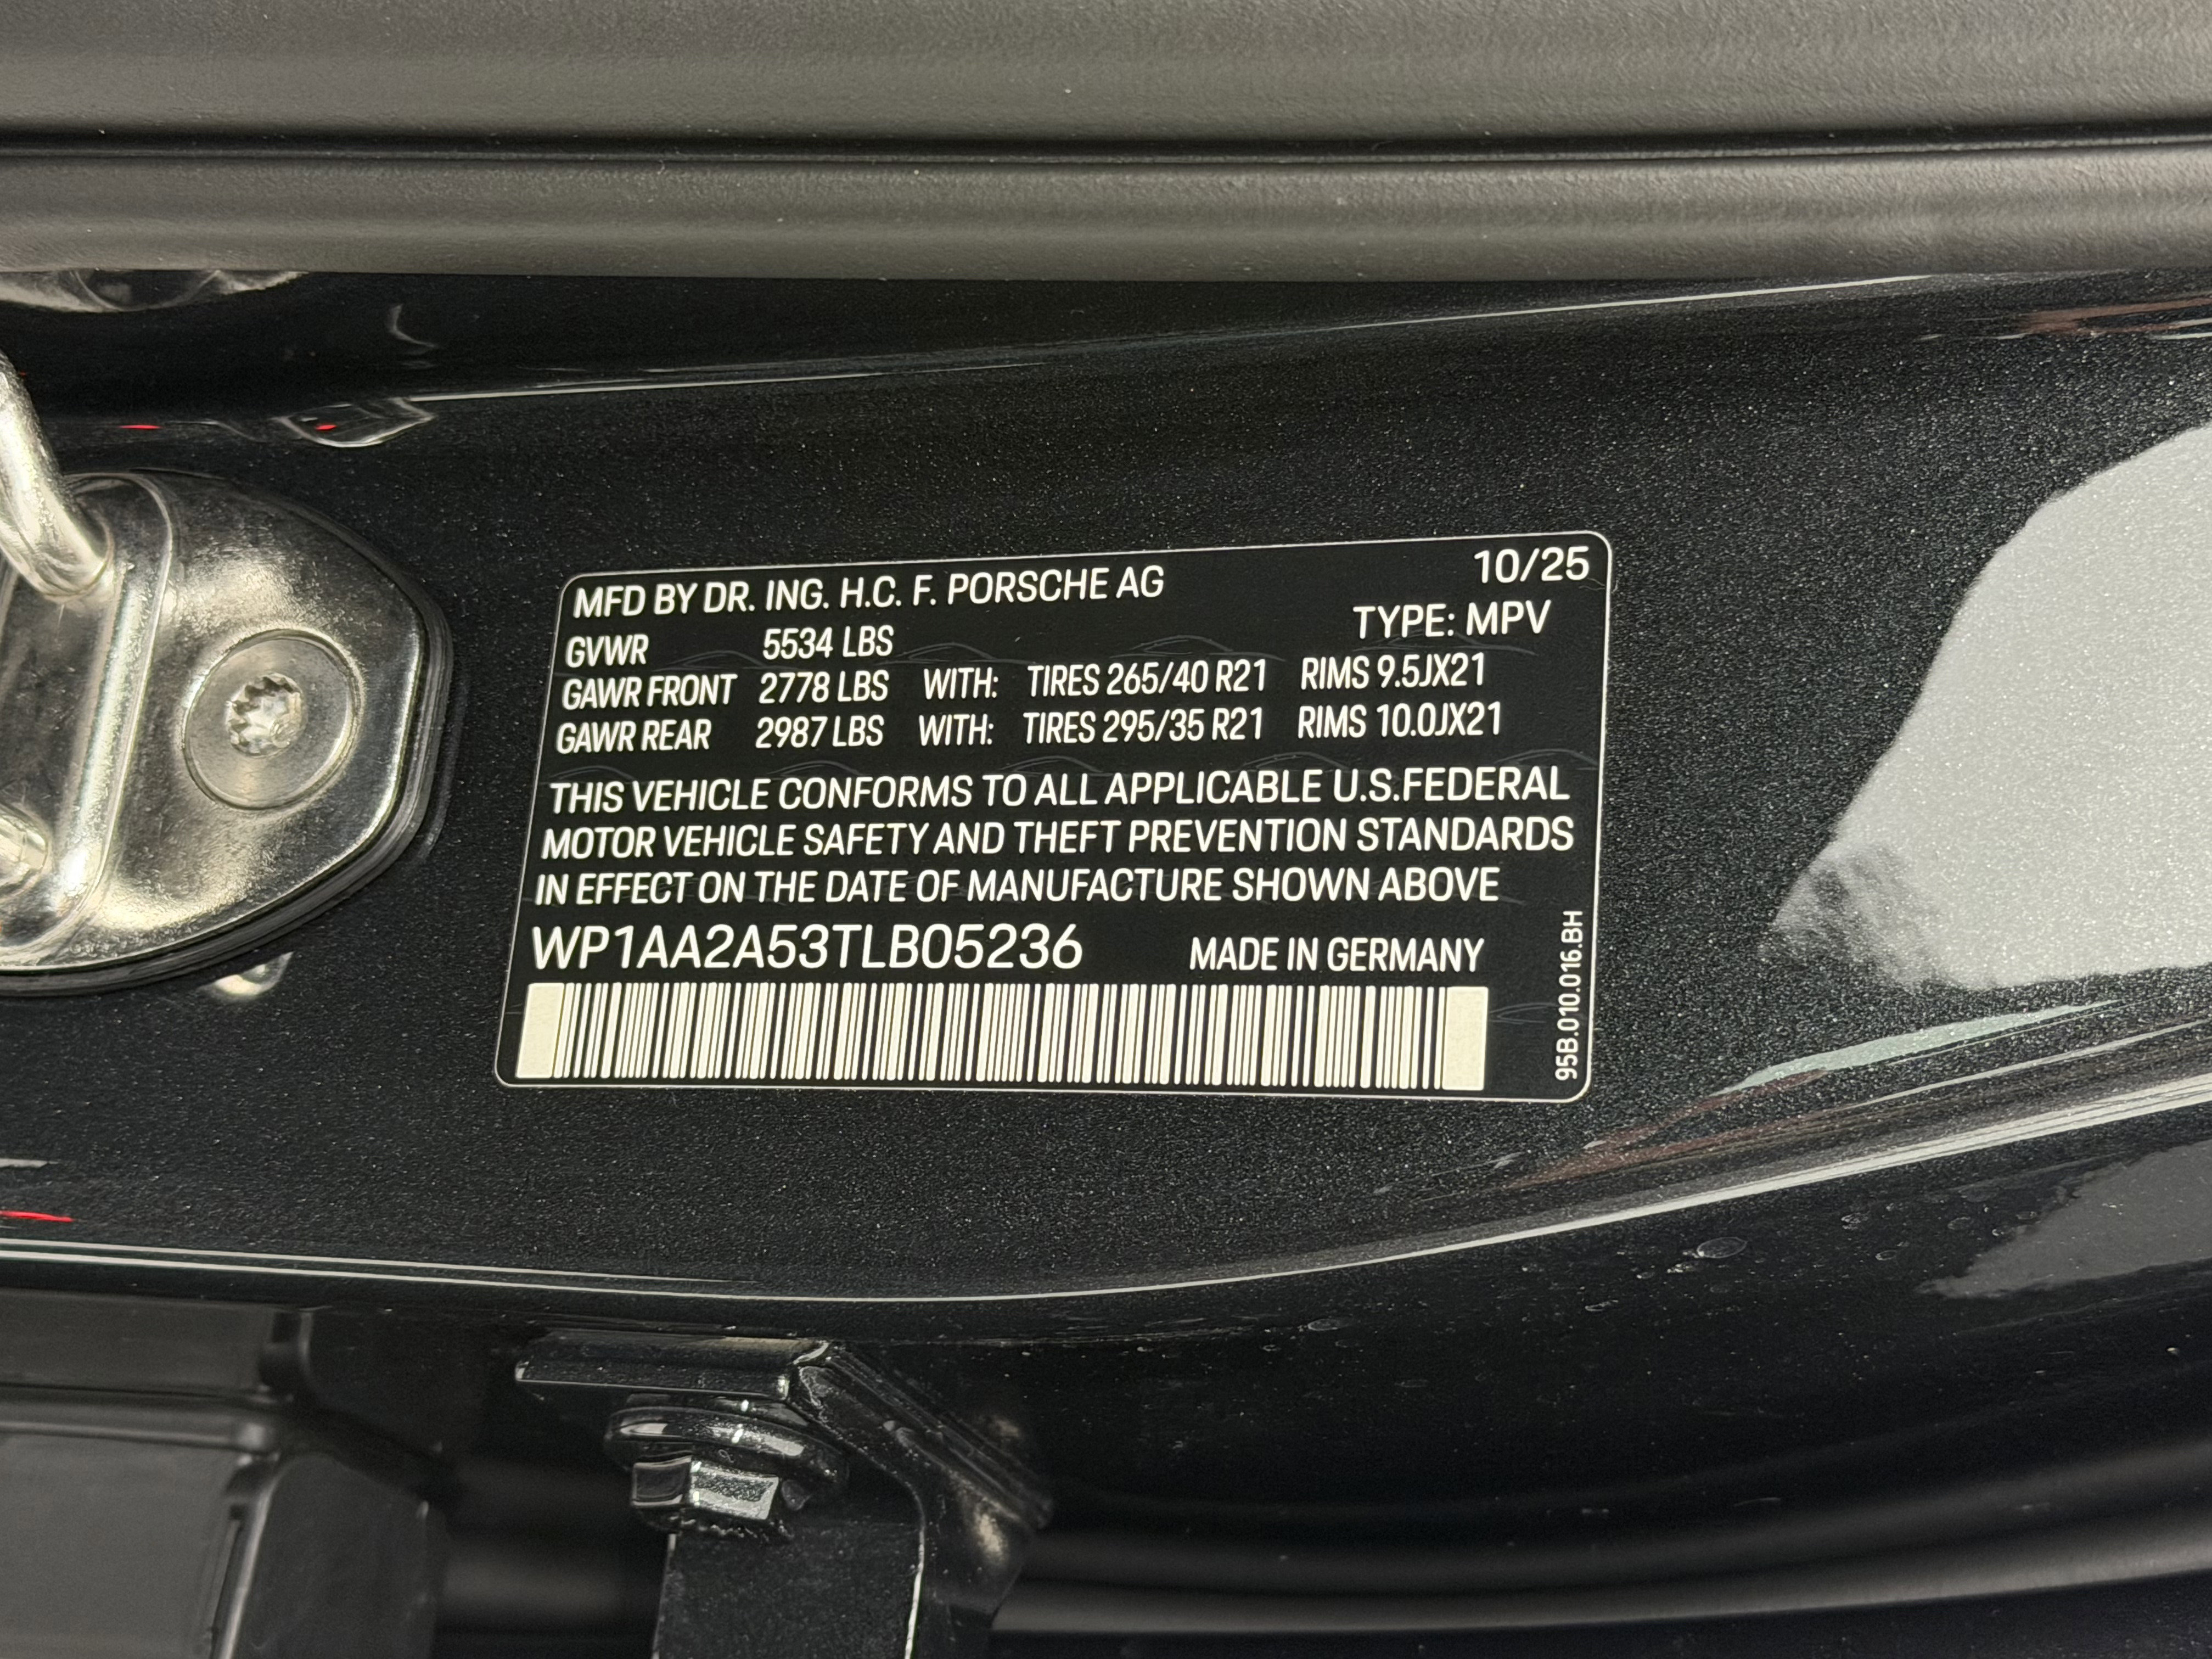 MFD BY DR. ING. H.C. F. PORSCHE AG 10/25
TYPE: MPV
GVWR 5534 LBS
GAWR FRONT 2778 LBS WITH: TIRES 265/40 R21 RIMS 9.5JX21
GAWR REAR 2987 LBS WITH: TIRES 295/35 R21 RIMS 10.0JX21
THIS VEHICLE CONFORMS TO ALL APPLICABLE U.S.FEDERAL
MOTOR VEHICLE SAFETY AND THEFT PREVENTION STANDARDS
IN EFFECT ON THE DATE OF MANUFACTURE SHOWN ABOVE
WP1AA2A53TLB05236 MADE IN GERMANY
95B.010.016.BH